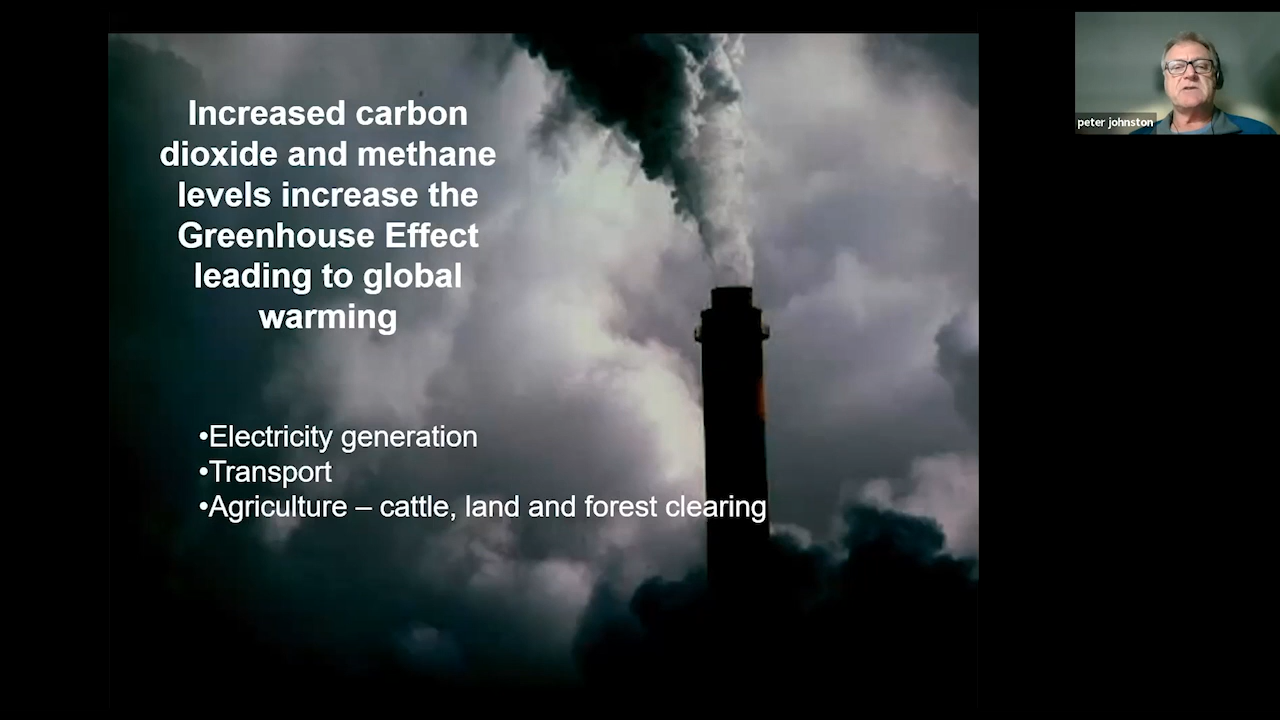 Increased carbon
dioxide and methane
levels increase the
Greenhouse Effect
leading to global
warming
•Electricity generation
•Transport
•Agriculture – cattle, land and forest clearing
peter johnston